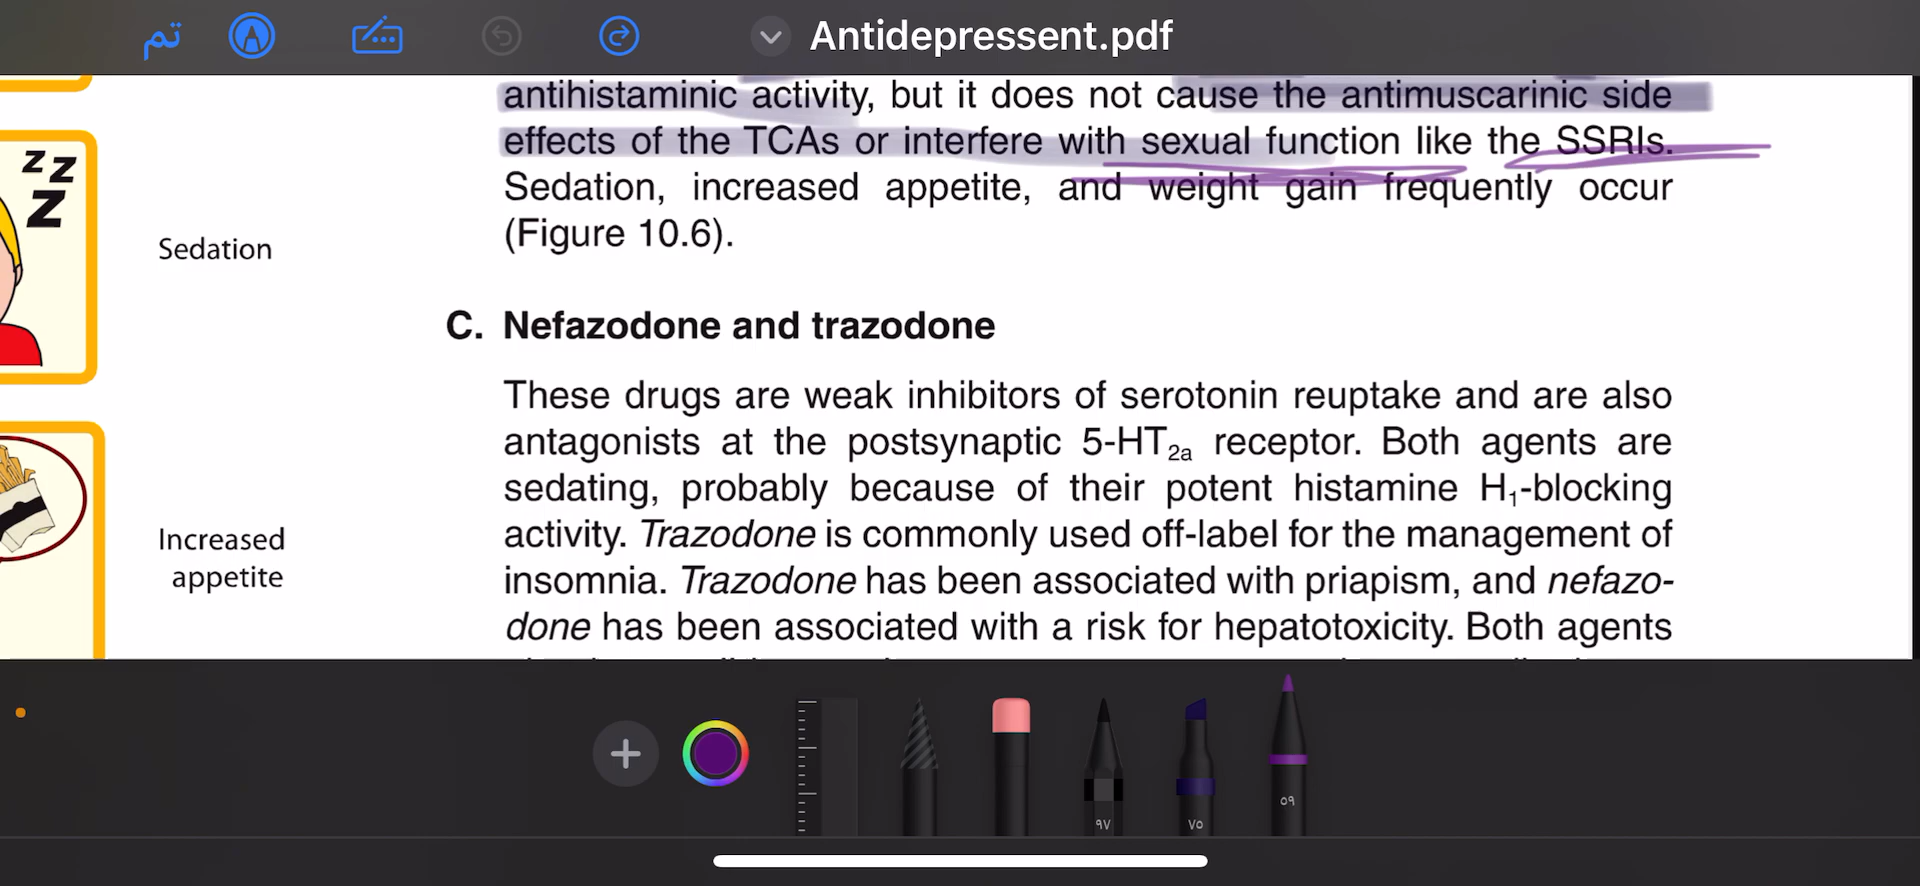 تم
Antidepressent.pdf
antihistaminic activity, but it does not cause the antimuscarinic side
effects of the TCAs or interfere with sexual function like the SSRIs.
Sedation, increased appetite, and weight gain frequently occur
(Figure 10.6).
z z
z
Sedation
C. Nefazodone and trazodone
These drugs are weak inhibitors of serotonin reuptake and are also
antagonists at the postsynaptic 5-HT2a receptor. Both agents are
sedating, probably because of their potent histamine H1-blocking
activity. Trazodone is commonly used off-label for the management of
insomnia. Trazodone has been associated with priapism, and nefazo-
done has been associated with a risk for hepatotoxicity. Both agents
Increased
appetite
٩٧
٧٥
٥٩